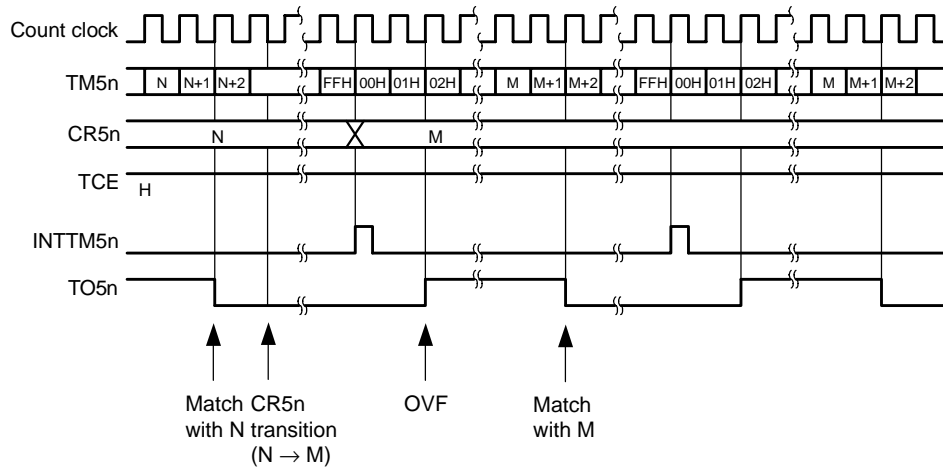 Count clock
TM5n N N+1 N+2 FFH 00H 01H 02H M M+1 M+2 FFH 00H 01H 02H M M+1 M+2
CR5n N M
TCE
H
INTTM5n
TO5n
Match CR5n OVF Match
with N transition with M
(N → M)